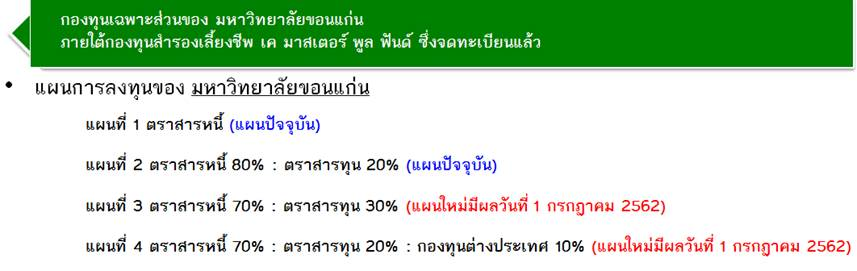 กองทุนเฉพาะส่วนของ มหาวิทยาลัยขอนแก่น
ภายใต้กองทุนสำรองเลี้ยงชีพ เค มาสเตอร์ พูล ฟันด์ ซึ่งจดทะเบียนแล้ว
• แผนการลงทุนของ มหาวิทยาลัยขอนแก่น
แผนที่ 1 ตราสารหนี้ (แผนปัจจุบัน)
แผนที่ 2 ตราสารหนี้ 80% : ตราสารทุน 20% (แผนปัจจุบัน)
แผนที่ 3 ตราสารหนี้ 70% : ตราสารทุน 30% (แผนใหม่มีผลวันที่ 1 กรกฎาคม 2562)
แผนที่ 4 ตราสารหนี้ 70% : ตราสารทุน 20% : กองทุนต่างประเทศ 10% (แผนใหม่มีผลวันที่ 1 กรกฎาคม 2562)